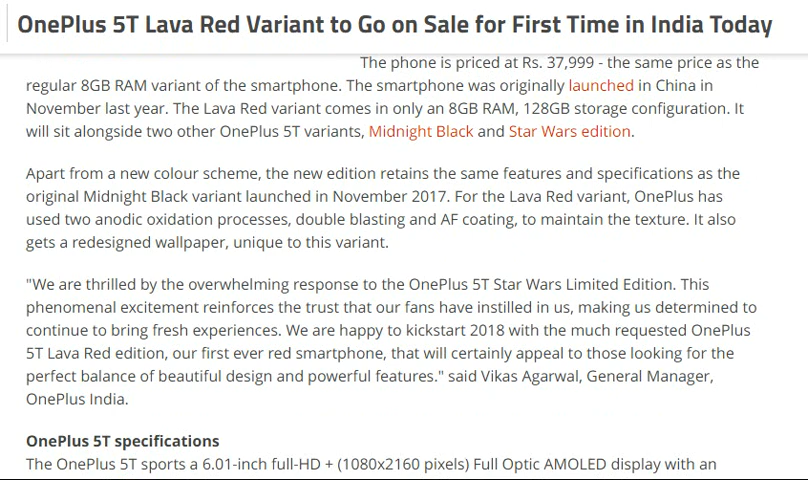 OnePlus 5T Lava Red Variant to Go on Sale for First Time in India Today
The phone is priced at Rs. 37,999 - the same price as the
regular 8GB RAM variant of the smartphone. The smartphone was originally launched in China in
November last year. The Lava Red variant comes in only an 8GB RAM, 128GB storage configuration. It
will sit alongside two other OnePlus 5T variants, Midnight Black and Star Wars edition.
Apart from a new colour scheme, the new edition retains the same features and specifications as the
original Midnight Black variant launched in November 2017. For the Lava Red variant, OnePlus has
used two anodic oxidation processes, double blasting and AF coating, to maintain the texture. It also
gets a redesigned wallpaper, unique to this variant.
"We are thrilled by the overwhelming response to the OnePlus 5T Star Wars Limited Edition. This
phenomenal excitement reinforces the trust that our fans have instilled in us, making us determined to
continue to bring fresh experiences. We are happy to kickstart 2018 with the much requested OnePlus
5T Lava Red edition, our first ever red smartphone, that will certainly appeal to those looking for the
perfect balance of beautiful design and powerful features." said Vikas Agarwal, General Manager,
OnePlus India.
OnePlus 5T specifications
The OnePlus 5T sports a 6.01-inch full-HD + (1080x2160 pixels) Full Optic AMOLED display with an